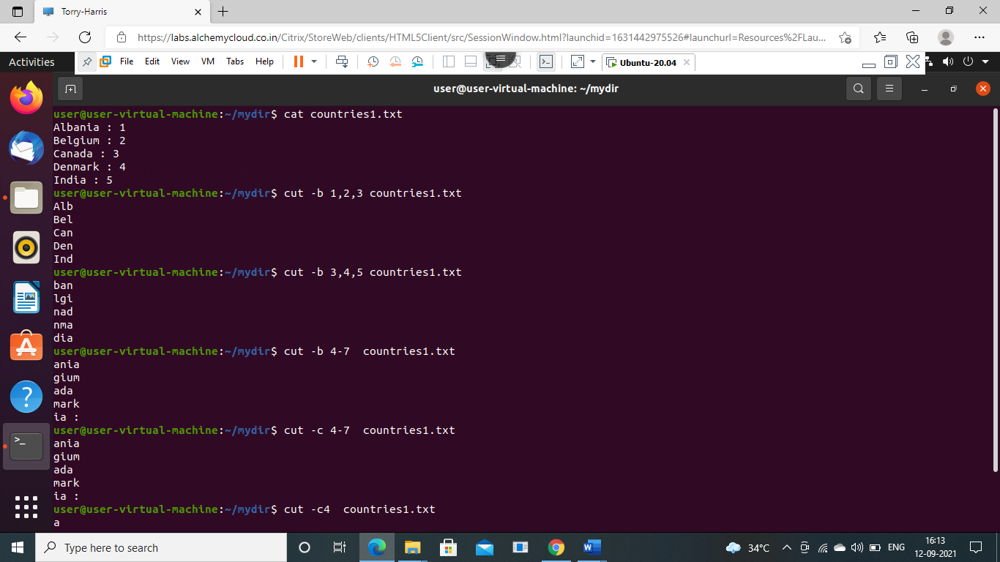 Torry-Harris
https://labs.alchemycloud.co.in/Citrix/StoreWeb/clients/HTML5Client/src/SessionWindow.html?launchid=1631442975526#launchurl=Resources%2FLau...
Activities
File Edit View VM Tabs Help
Ubuntu-20.04
user@user-virtual-machine: ~/mydir
user@user-virtual-machine:~/mydir$ cat countries1.txt
Albania : 1
Belgium : 2
Canada : 3
Denmark : 4
India : 5
user@user-virtual-machine:~/mydir$ cut -b 1,2,3 countries1.txt
Alb
Bel
Can
Den
Ind
user@user-virtual-machine:~/mydir$ cut -b 3,4,5 countries1.txt
ban
lgi
nad
nma
dia
user@user-virtual-machine:~/mydir$ cut -b 4-7  countries1.txt
ania
gium
ada
mark
ia :
user@user-virtual-machine:~/mydir$ cut -c 4-7  countries1.txt
ania
gium
ada
mark
ia :
user@user-virtual-machine:~/mydir$ cut -c4  countries1.txt
a
Type here to search
34°C
ENG
16:13
12-09-2021